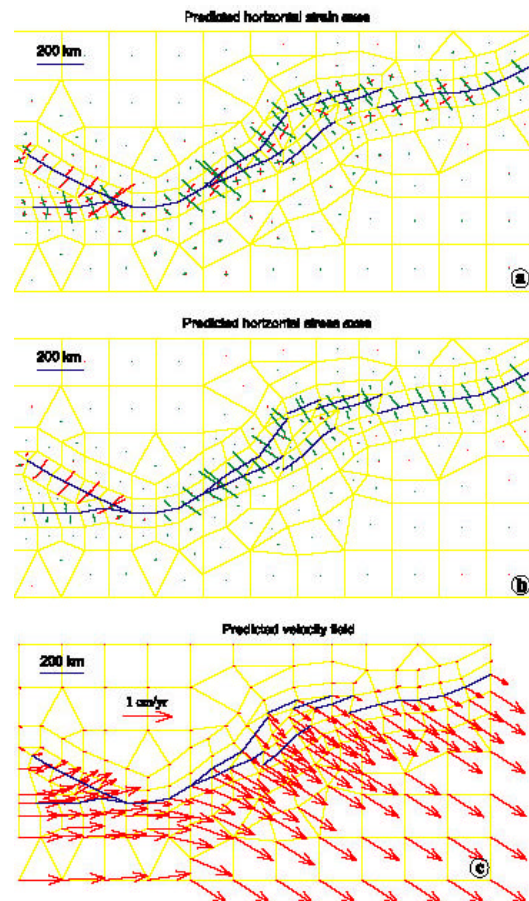 Predicted horizontal strain axes
200 km
a
Predicted horizontal stress axes
200 km
b
Predicted velocity field
200 km
1 cm/yr
c